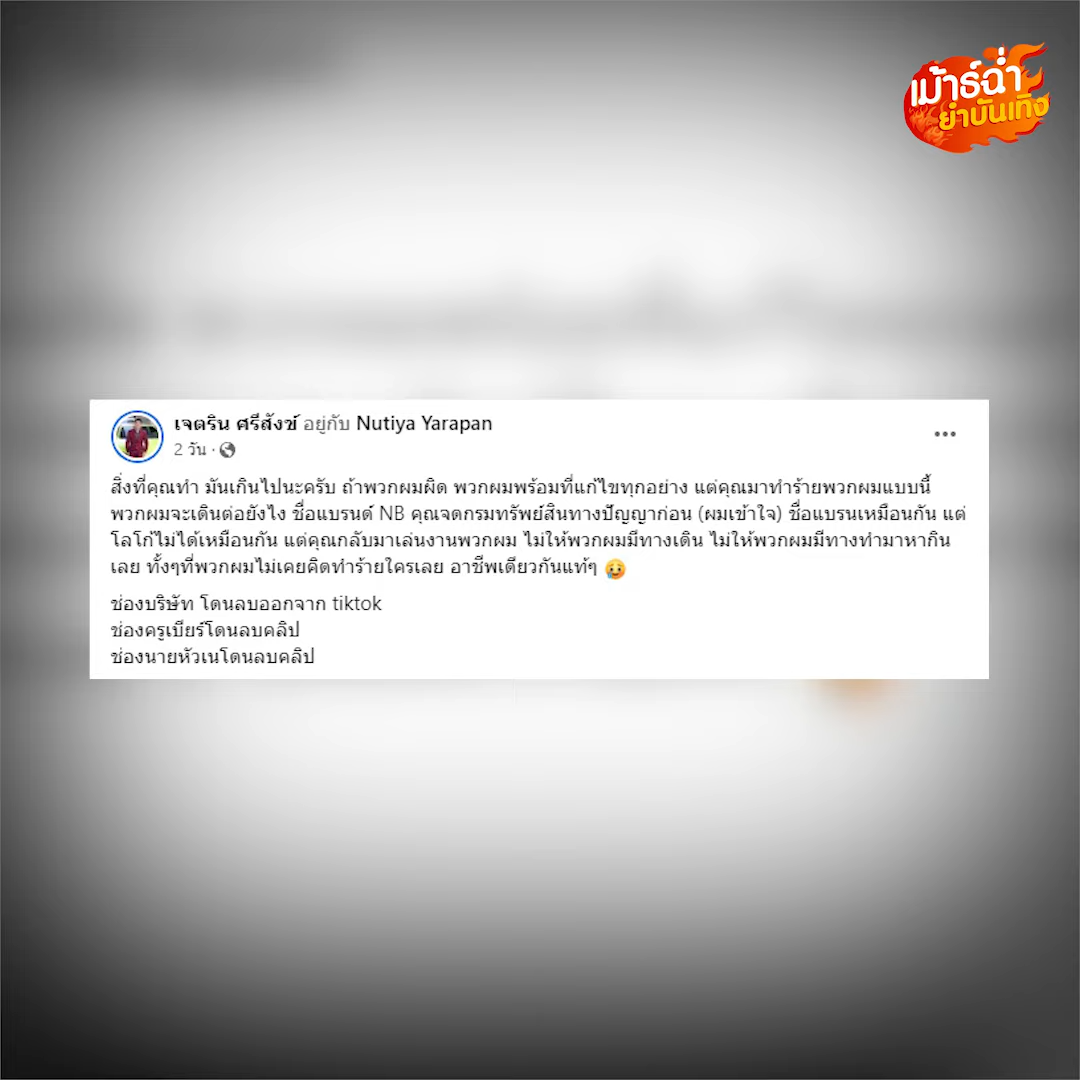 เม้าธ์ฉ่ำ
ยำบันเทิง
เจตริน ศรีสังข์ อยู่กับ Nutiya Yarapan
2 วัน ·
สิ่งที่คุณทำ มันเกินไปนะครับ ถ้าพวกผมผิด พวกผมพร้อมที่แก้ไขทุกอย่าง แต่คุณมาทำร้ายพวกผมแบบนี้
พวกผมจะเดินต่อยังไง ชื่อแบรนด์ NB คุณจดกรมทรัพย์สินทางปัญญาก่อน (ผมเข้าใจ) ชื่อแบรนเหมือนกัน แต่
โลโก้ไม่ได้เหมือนกัน แต่คุณกลับมาเล่นงานพวกผม ไม่ให้พวกผมมีทางเดิน ไม่ให้พวกผมมีทางทำมาหากิน
เลย ทั้งๆที่พวกผมไม่เคยคิดทำร้ายใครเลย อาชีพเดียวกันแท้ๆ 🥲
ช่องบริษัท โดนลบออกจาก tiktok
ช่องครูเบียร์โดนลบคลิป
ช่องนายหัวเนโดนลบคลิป